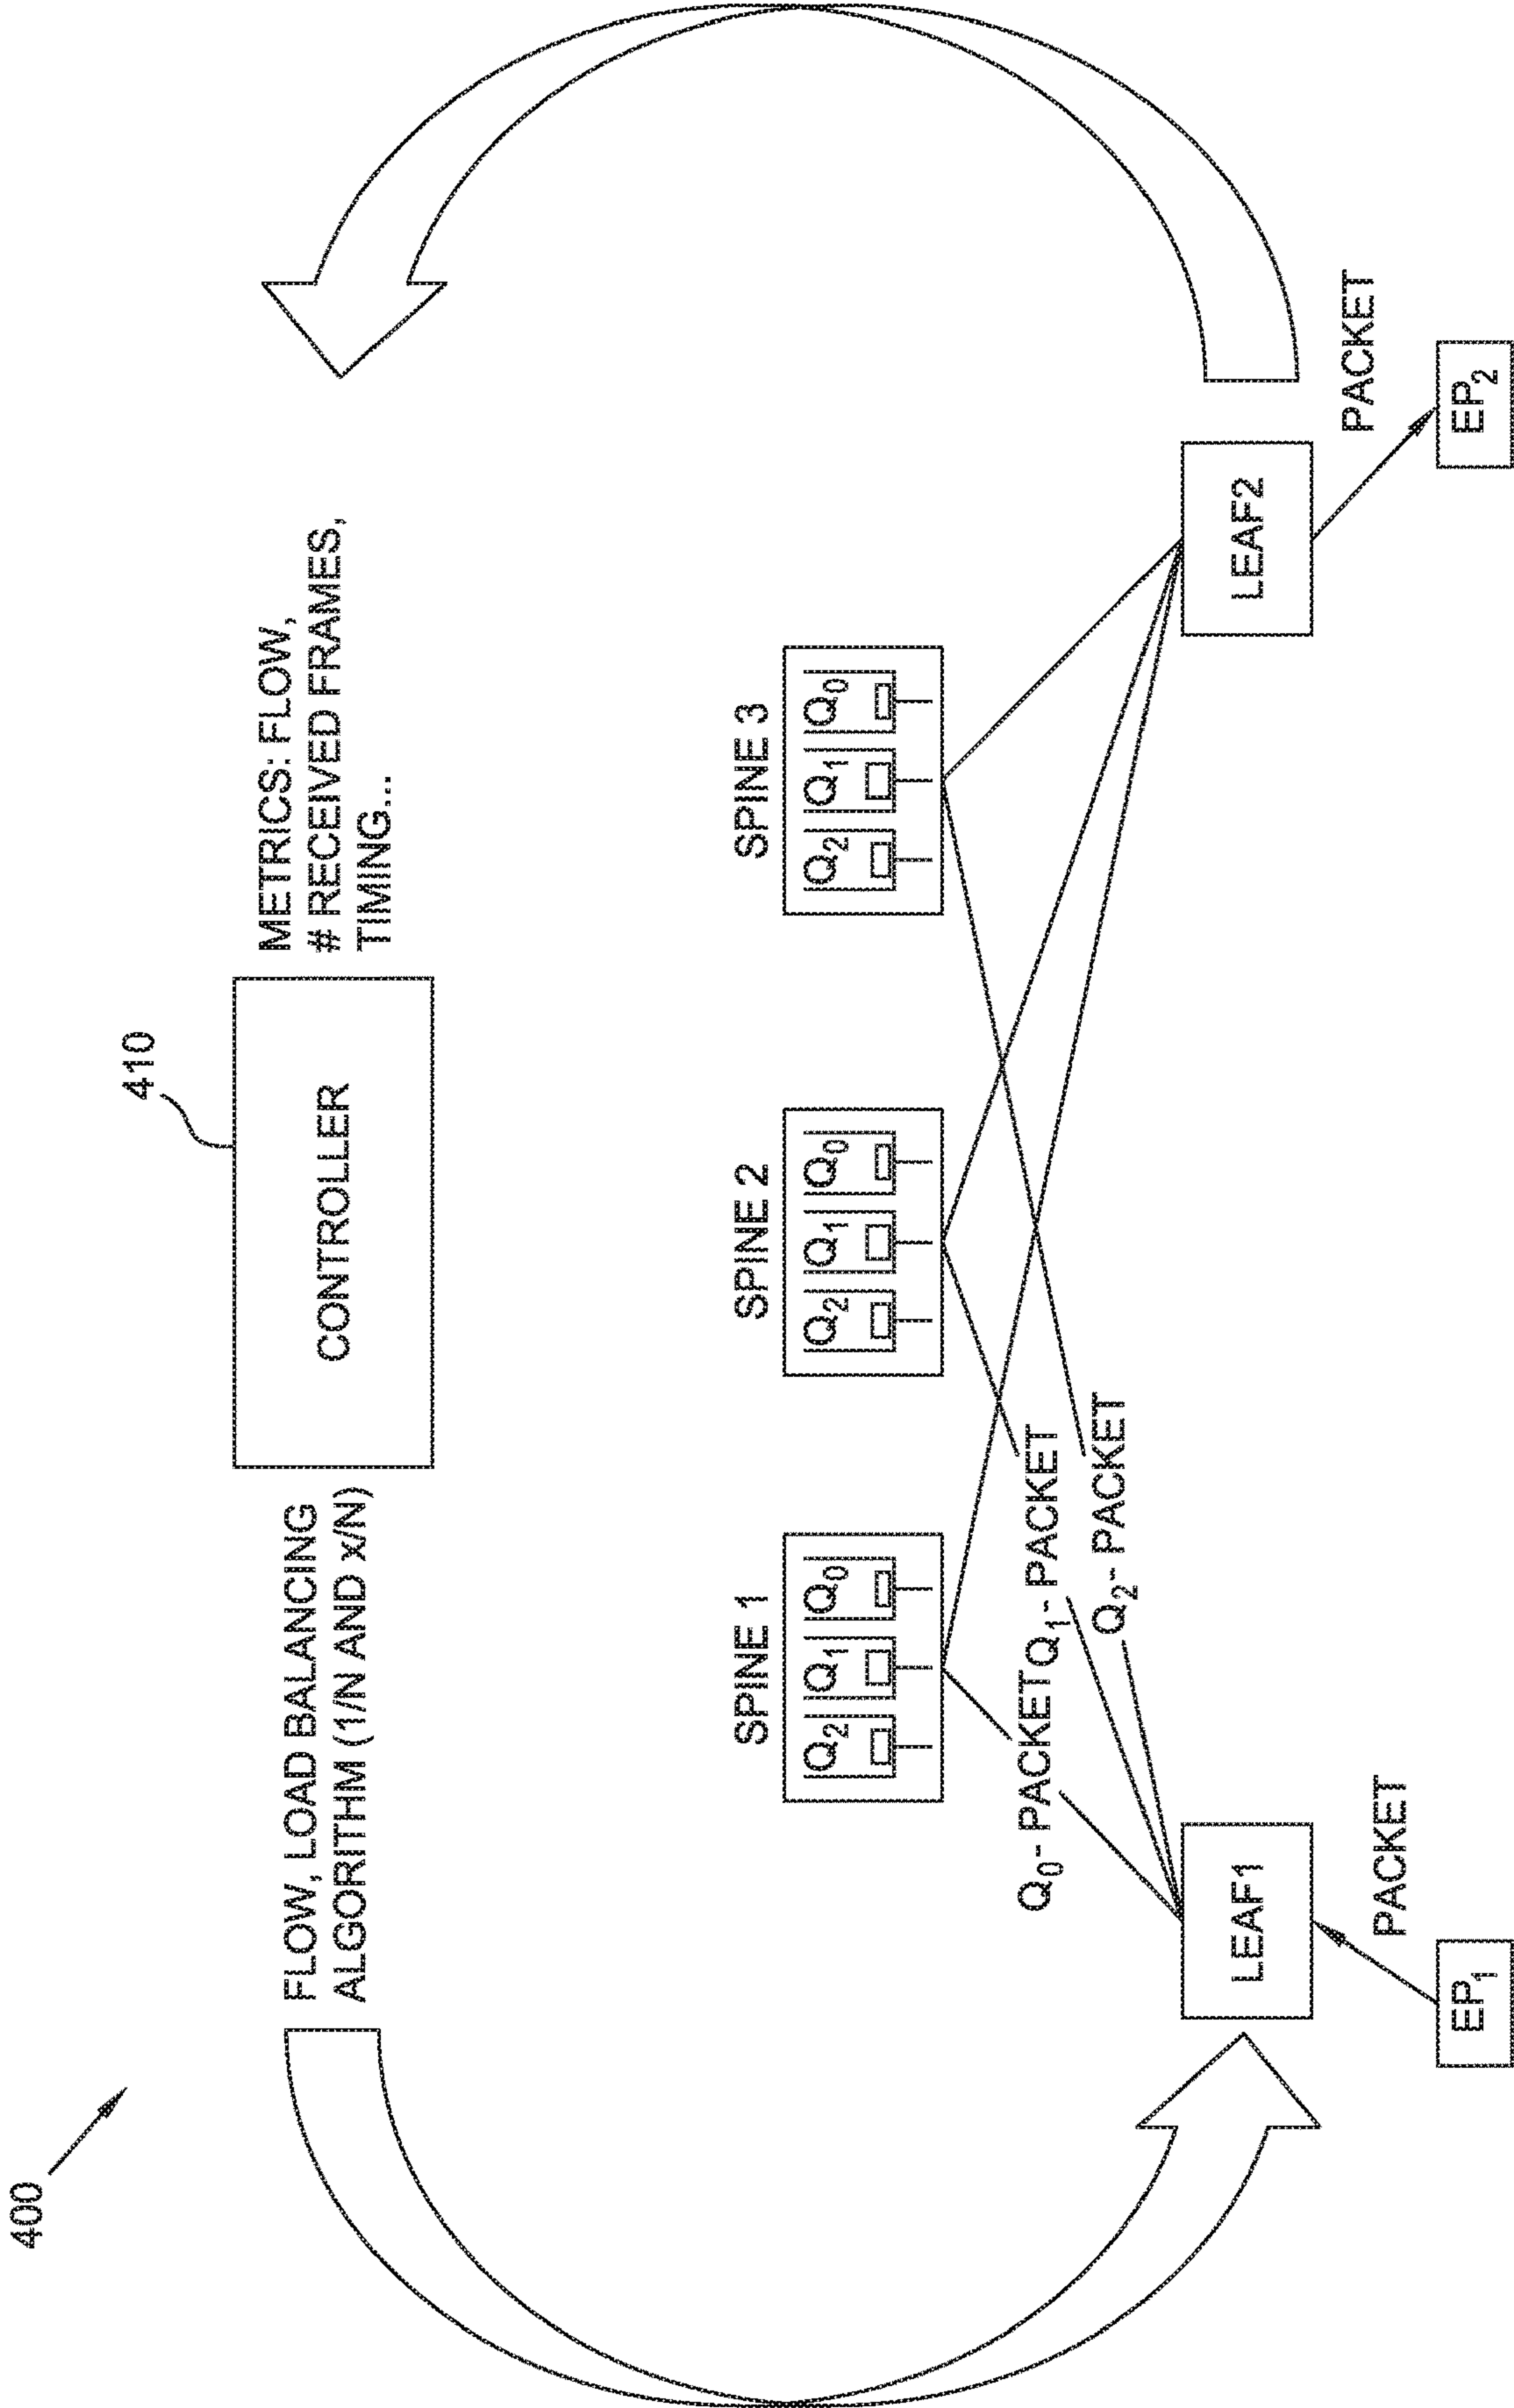 400
410
FLOW, LOAD BALANCING
ALGORITHM (1/N AND x/N)
CONTROLLER
METRICS: FLOW,
# RECEIVED FRAMES,
TIMING...
SPINE 1
SPINE 2
SPINE 3
Q2 Q1 Q0
Q2 Q1 Q0
Q2 Q1 Q0
Q0- PACKET
Q1- PACKET
Q2- PACKET
LEAF1
LEAF2
PACKET
PACKET
EP1
EP2